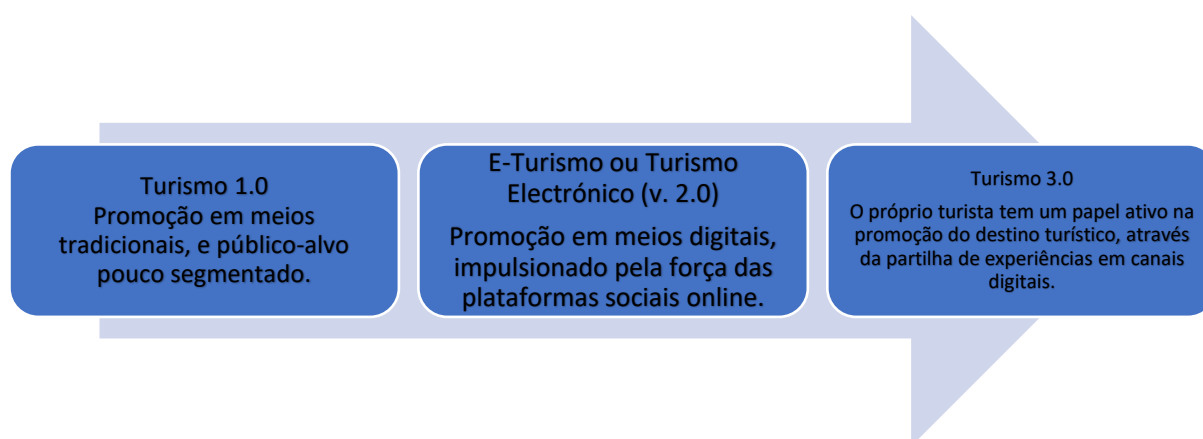 Turismo 1.0
Promoção em meios
tradicionais, e público-alvo
pouco segmentado.
E-Turismo ou Turismo
Electrónico (v. 2.0)
Promoção em meios digitais,
impulsionado pela força das
plataformas sociais online.
Turismo 3.0
O próprio turista tem um papel ativo na
promoção do destino turístico, através
da partilha de experiências em canais
digitais.